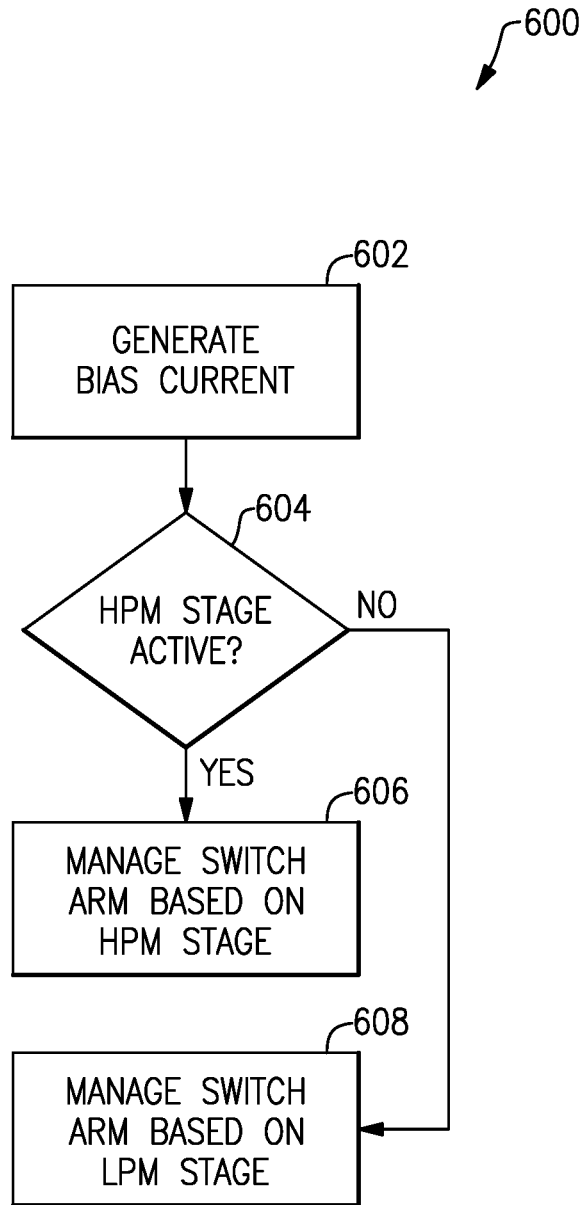 600
602
GENERATE
BIAS CURRENT
604
HPM STAGE
ACTIVE?
NO
YES
606
MANAGE SWITCH
ARM BASED ON
HPM STAGE
608
MANAGE SWITCH
ARM BASED ON
LPM STAGE